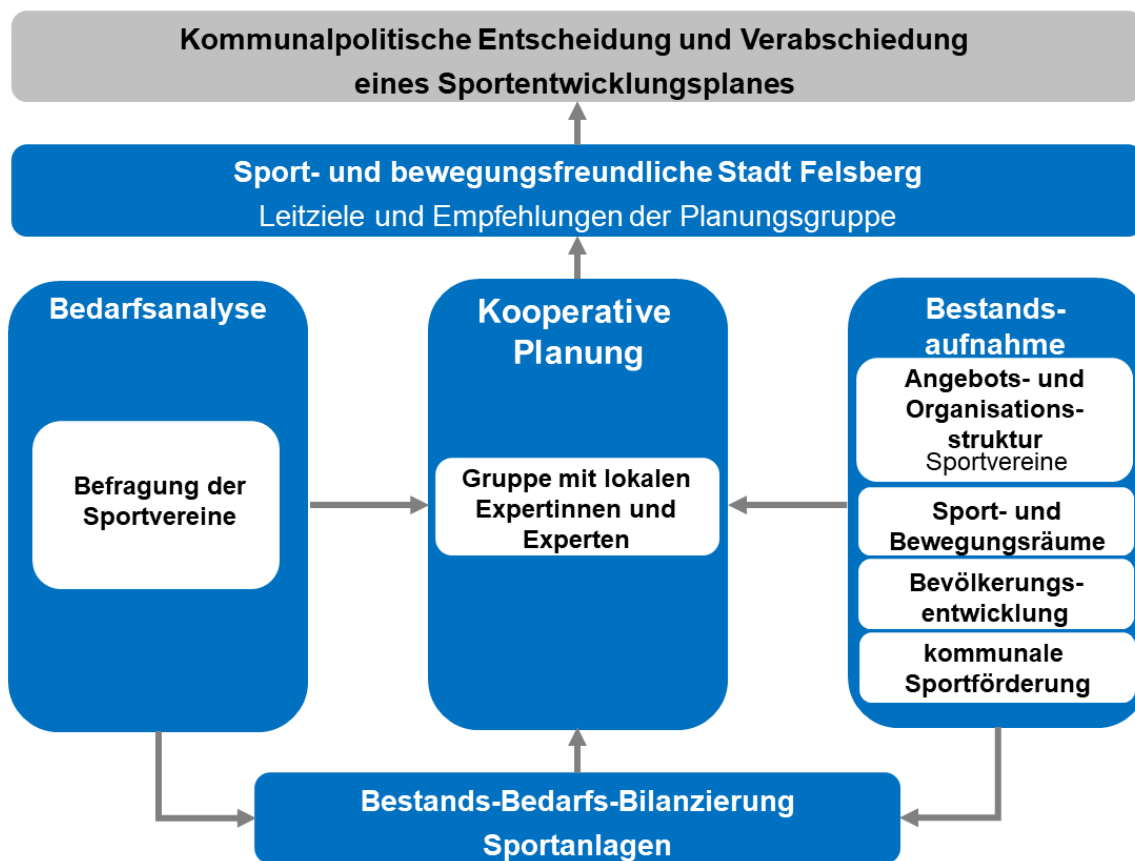 Kommunalpolitische Entscheidung und Verabschiedung
eines Sportentwicklungsplanes
Sport- und bewegungsfreundliche Stadt Felsberg
Leitziele und Empfehlungen der Planungsgruppe
Bedarfsanalyse
Befragung der
Sportvereine
Kooperative
Planung
Gruppe mit lokalen
Expertinnen und
Experten
Bestands-
aufnahme
Angebots- und
Organisations-
struktur
Sportvereine
Sport- und
Bewegungsräume
Bevölkerungs-
entwicklung
kommunale
Sportförderung
Bestands-Bedarfs-Bilanzierung
Sportanlagen